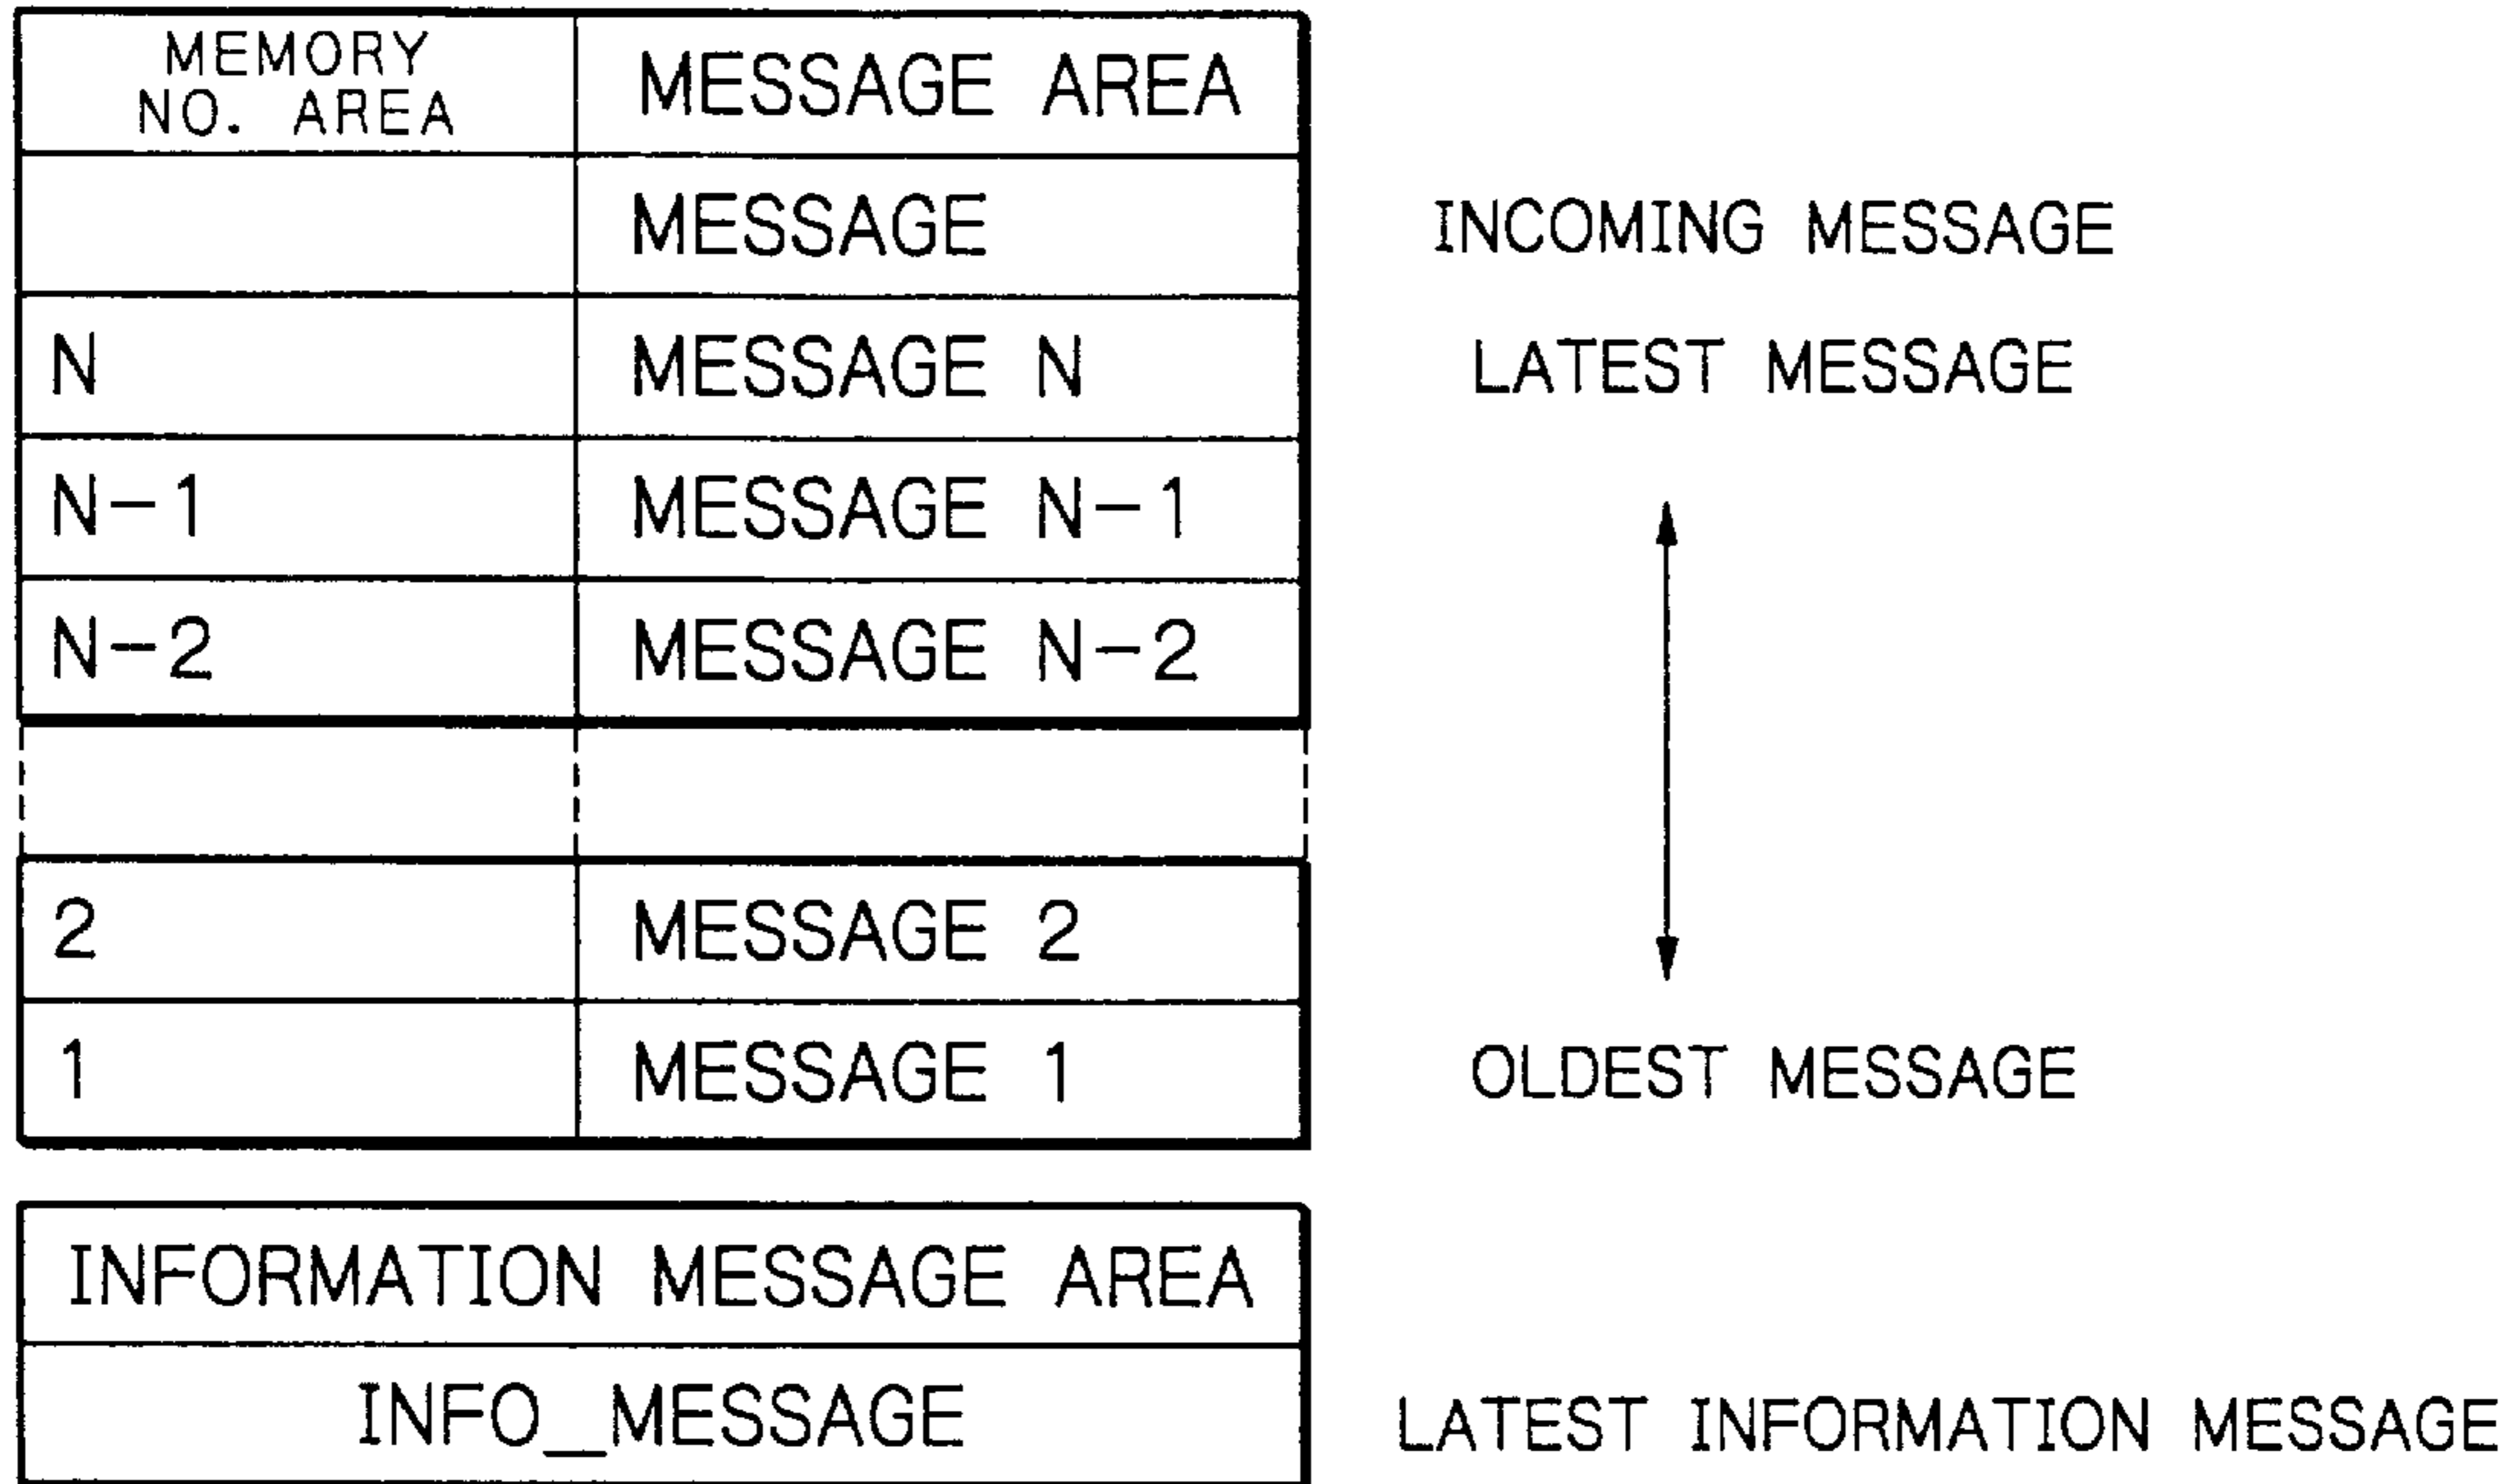 MEMORY
NO. AREA
MESSAGE AREA
MESSAGE
INCOMING MESSAGE
N
MESSAGE N
LATEST MESSAGE
N-1
MESSAGE N-1
N-2
MESSAGE N-2
2
MESSAGE 2
1
MESSAGE 1
OLDEST MESSAGE
INFORMATION MESSAGE AREA
INFO_MESSAGE
LATEST INFORMATION MESSAGE